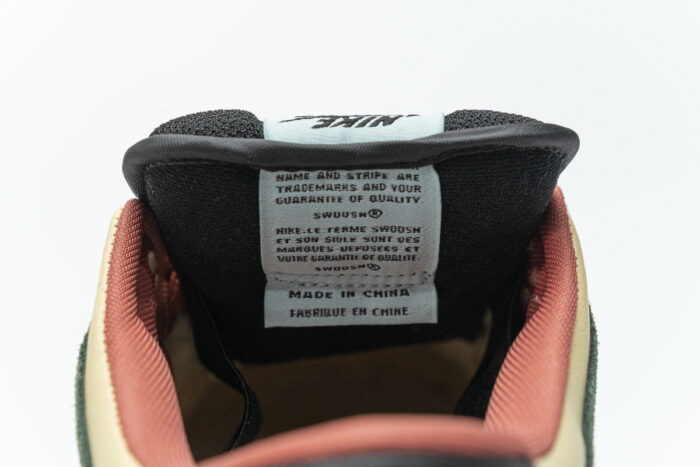 NIKE
NAME AND STRIPE ARE
TRADEMARKS AND YOUR
GUARANTEE OF QUALITY
SWOOSH®
NIKE.LE TERME SWOOSH
ET SON SIGLE SONT DES
MARQUES DEPOSEES ET
VOTRE GARANTIE DE QUALITE.
SWOOSH®
MADE IN CHINA
FABRIQUE EN CHINE